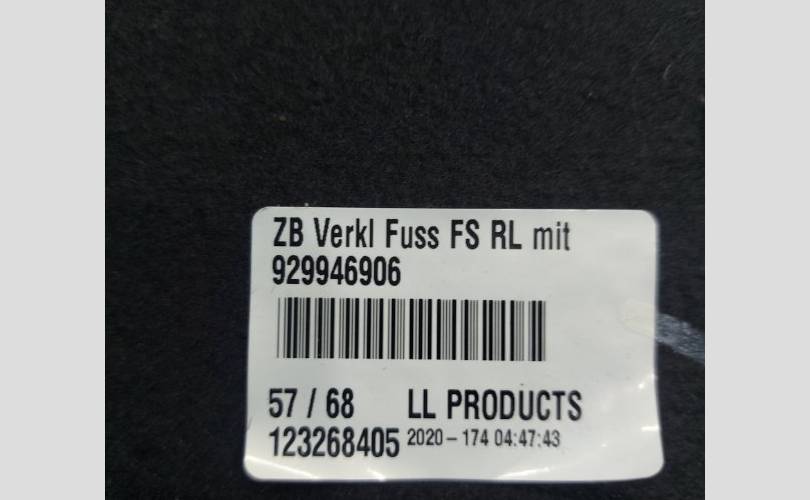 ZB Verkl Fuss FS RL mit
929946906
57 / 68 LL PRODUCTS
123268405 2020-174 04:47:43